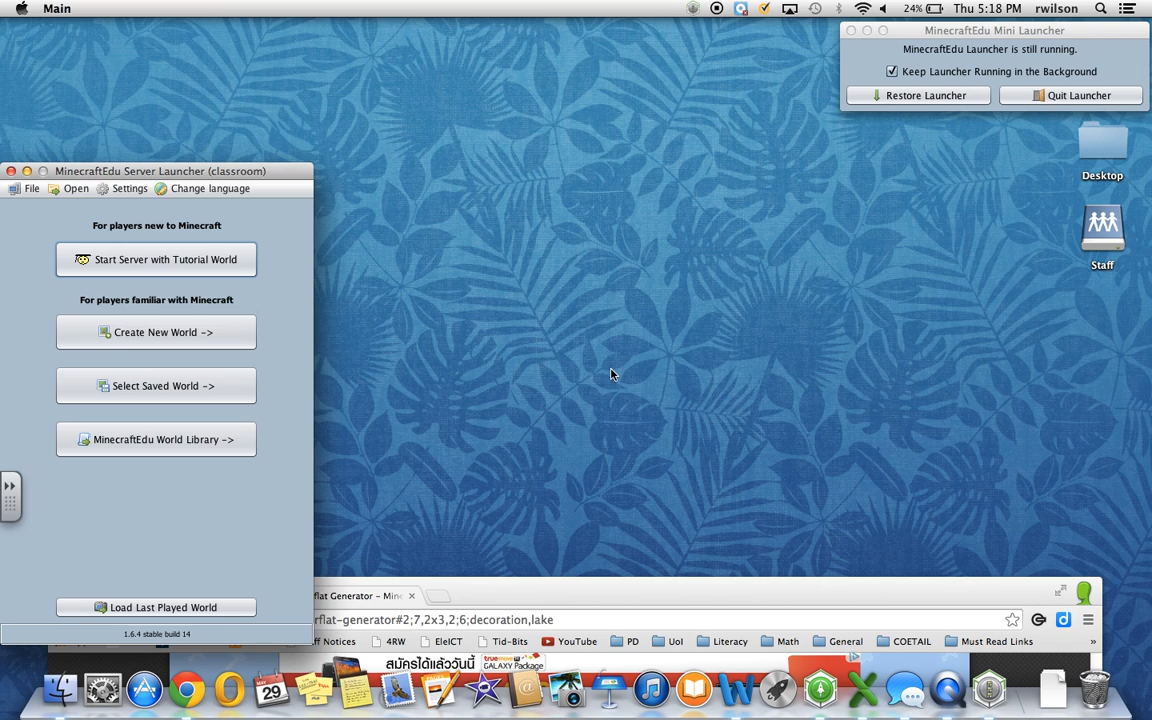 Main
24%
Thu 5:18 PM
rwilson
MinecraftEdu Mini Launcher
MinecraftEdu Launcher is still running.
Keep Launcher Running in the Background
Restore Launcher
Quit Launcher
Desktop
Staff
MinecraftEdu Server Launcher (classroom)
File Open Settings Change language
For players new to Minecraft
Start Server with Tutorial World
For players familiar with Minecraft
Create New World ->
Select Saved World ->
MinecraftEdu World Library ->
Load Last Played World
1.6.4 stable build 14
flat Generator - Min
rflat-generator#2;7,2x3,2;6;decoration,lake
ff Notices 4RW ElelCT Tid-Bits YouTube PD UoI Literacy Math General COETAIL Must Read Links »
สมัครได้แล้ววันนี้
truemove
GALAXY Package
MAY
29